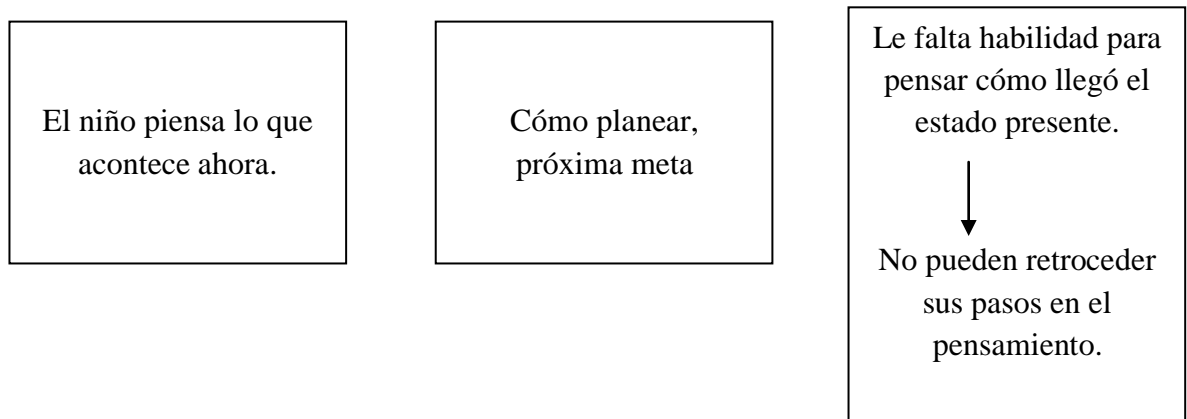 El niño piensa lo que
acontece ahora.
Cómo planear,
próxima meta
Le falta habilidad para
pensar cómo llegó el
estado presente.
No pueden retroceder
sus pasos en el
pensamiento.